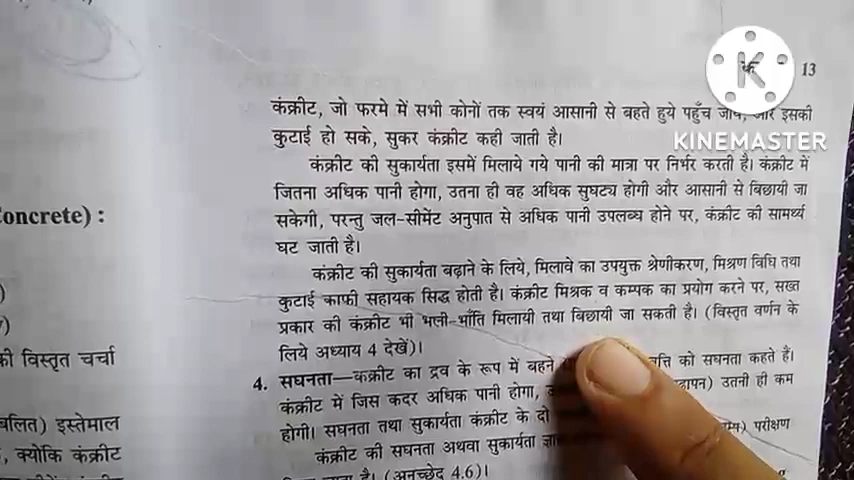 13
K
KINEMASTER
कंक्रीट, जो फरमे में सभी कोनों तक स्वयं आसानी से बहते हुये पहुँच जाये, और इसकी
कुटाई हो सके, सुकर कंक्रीट कही जाती है।
कंक्रीट की सुकार्यता इसमें मिलाये गये पानी की मात्रा पर निर्भर करती है। कंक्रीट में
जितना अधिक पानी होगा, उतना ही वह अधिक सुघट्य होगी और आसानी से बिछायी जा
सकेगी, परन्तु जल-सीमेंट अनुपात से अधिक पानी उपलब्ध होने पर, कंक्रीट की सामर्थ्य
घट जाती है।
कंक्रीट की सुकार्यता बढ़ाने के लिये, मिलावे का उपयुक्त श्रेणीकरण, मिश्रण विधि तथा
कुटाई काफी सहायक सिद्ध होती है। कंक्रीट मिश्रक व कम्पक का प्रयोग करने पर, सख्त
प्रकार की कंक्रीट भी भली-भाँति मिलायी तथा बिछायी जा सकती है। (विस्तृत वर्णन के
लिये अध्याय 4 देखें)।
4. सघनता—कंक्रीट का द्रव के रूप में बहने को सघनता कहते हैं।
कंक्रीट में जिस कदर अधिक पानी होगा, उतनी ही कम
होगी। सघनता तथा सुकार्यता कंक्रीट के दो परीक्षण
कंक्रीट की सघनता अथवा सुकार्यता
(अनुच्छेद 4.6)।
Concrete) :
की विस्तृत चर्चा
इस्तेमाल
, क्योकि कंक्रीट